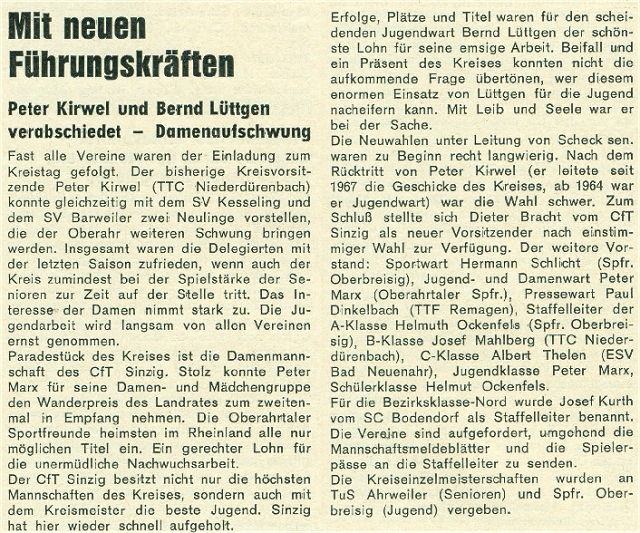 Mit neuen
Führungskräften
Peter Kirwel und Bernd Lüttgen
verabschiedet – Damenaufschwung
Fast alle Vereine waren der Einladung zum
Kreistag gefolgt. Der bisherige Kreisvorsit-
zende Peter Kirwel (TTC Niederdürenbach)
konnte gleichzeitig mit dem SV Kesseling und
dem SV Barweiler zwei Neulinge vorstellen,
die der Oberahr weiteren Schwung bringen
werden. Insgesamt waren die Delegierten mit
der letzten Saison zufrieden, wenn auch der
Kreis zumindest bei der Spielstärke der Se-
nioren zur Zeit auf der Stelle tritt. Das In-
teresse der Damen nimmt stark zu. Die Ju-
gendarbeit wird langsam von allen Vereinen
ernst genommen.
Paradestück des Kreises ist die Damenmann-
schaft des CfT Sinzig. Stolz konnte Peter
Marx für seine Damen- und Mädchengruppe
den Wanderpreis des Landrates zum zweiten-
mal in Empfang nehmen. Die Oberahrtaler
Sportfreunde heimsten im Rheinland alle nur
möglichen Titel ein. Ein gerechter Lohn für
die unermüdliche Nachwuchsarbeit.
Der CfT Sinzig besitzt nicht nur die höchsten
Mannschaften des Kreises, sondern auch mit
dem Kreismeister die beste Jugend. Sinzig
hat hier wieder schnell aufgeholt.
Erfolge, Plätze und Titel waren für den schei-
denden Jugendwart Bernd Lüttgen der schön-
ste Lohn für seine emsige Arbeit. Beifall und
ein Präsent des Kreises konnten nicht die
aufkommende Frage übertönen, wer diesem
enormen Einsatz von Lüttgen für die Jugend
nacheifern kann. Mit Leib und Seele war er
bei der Sache.
Die Neuwahlen unter Leitung von Scheck sen.
waren zu Beginn recht langwierig. Nach dem
Rücktritt von Peter Kirwel (er leitete seit
1967 die Geschicke des Kreises, ab 1964 war
er Jugendwart) war die Wahl schwer. Zum
Schluß stellte sich Dieter Bracht vom CfT
Sinzig als neuer Vorsitzender nach einstim-
miger Wahl zur Verfügung. Der weitere Vor-
stand: Sportwart Hermann Schlicht (Spfr.
Oberbreisig), Jugend- und Damenwart Peter
Marx (Oberahrtaler Spfr.), Pressewart Paul
Dinkelbach (TTF Remagen), Staffelleiter der
A-Klasse Helmuth Ockenfels (Spfr. Oberbrei-
sig), B-Klasse Josef Mahlberg (TTC Nieder-
dürenbach), C-Klasse Albert Thelen (ESV
Bad Neuenahr), Jugendklasse Peter Marx,
Schülerklasse Helmut Ockenfels.
Für die Bezirksklasse-Nord wurde Josef Kurth
vom SC Bodendorf als Staffelleiter benannt.
Die Vereine sind aufgefordert, umgehend die
Mannschaftsmeldeblätter und die Spieler-
pässe an die Staffelleiter zu senden.
Die Kreiseinzelmeisterschaften wurden an
TuS Ahrweiler (Senioren) und Spfr. Ober-
breisig (Jugend) vergeben.